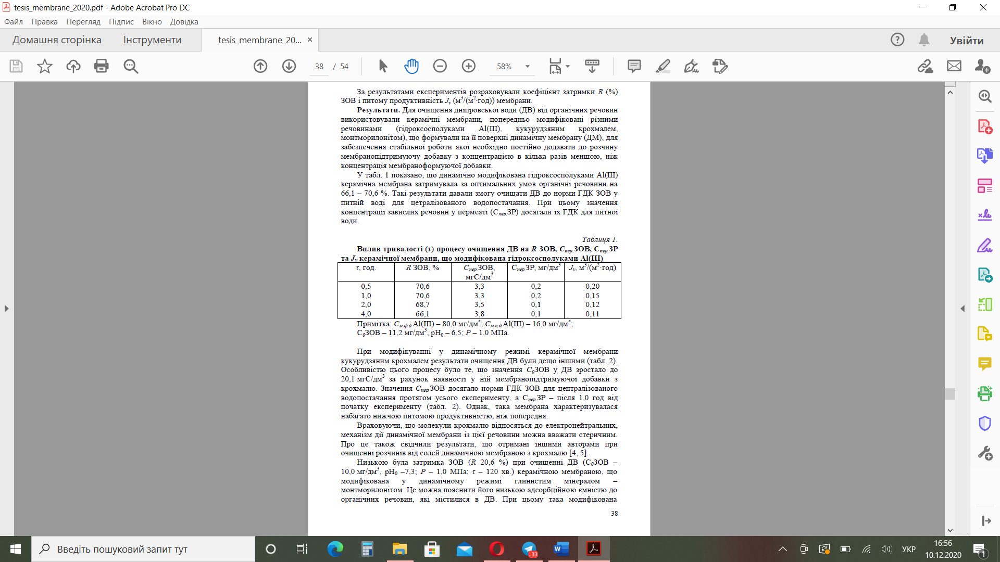 tesis_membrane_2020.pdf - Adobe Acrobat Pro DC
Файл Правка Перегляд Підпис Вікно Довідка
Домашня сторінка Інструменти tesis_membrane_20... × Увійти
38 / 54 58%
За результатами експериментів розраховували коефіцієнт затримки R (%)
ЗОВ і питому продуктивність Jv (м³/(м²·год)) мембрани.
Результати. Для очищення дніпровської води (ДВ) від органічних речовин
використовували керамічні мембрани, попередньо модифіковані різними
речовинами (гідроксосполуками Al(III), кукурудзяним крохмалем,
монтморилонітом), що формували на її поверхні динамічну мембрану (ДМ), для
забезпечення стабільної роботи якої необхідно постійно додавати до розчину
мембранопідтримуючу добавку з концентрацією в кілька разів меншою, ніж
концентрація мембраноформуючої добавки.
У табл. 1 показано, що динамічно модифікована гідроксосполуками Al(III)
керамічна мембрана затримувала за оптимальних умов органічні речовини на
66,1 – 70,6 %. Такі результати давали змогу очищати ДВ до норми ГДК ЗОВ у
питній воді для цетралізованого водопостачання. При цьому значення
концентрації завислих речовин у пермеаті (Спер.ЗР) досягали їх ГДК для питної
води.
Таблиця 1.
Вплив тривалості (τ) процесу очищення ДВ на R ЗОВ, Cпер.ЗОВ, Спер.ЗР
та Jv керамічної мембрани, що модифікована гідроксосполуками Al(III)
τ, год. R ЗОВ, % Cпер.ЗОВ, Спер.ЗР, мг/дм³ Jv, м³/(м²·год)
мгС/дм³
0,5 70,6 3,3 0,2 0,20
1,0 70,6 3,3 0,2 0,15
2,0 68,7 3,5 0,1 0,12
4,0 66,1 3,8 0,1 0,11
Примітка: См.ф.д.Al(III) – 80,0 мг/дм³; См.п.д.Al(III) – 16,0 мг/дм³;
С0ЗОВ – 11,2 мг/дм³, рН0 – 6,5; Р – 1,0 МПа.
При модифікуванні у динамічному режимі керамічної мембрани
кукурудзяним крохмалем результати очищення ДВ були дещо іншими (табл. 2).
Особливістю цього процесу було те, що значення C0ЗОВ у ДВ зростало до
20,1 мгС/дм³ за рахунок наявності у ній мембранопідтримуючої добавки з
крохмалю. Значення Спер.ЗОВ досягало норми ГДК ЗОВ для централізованого
водопостачання протягом усього експерименту, а Спер.ЗР – після 1,0 год від
початку експерименту (табл. 2). Однак, така мембрана характеризувалася
набагато нижчою питомою продуктивністю, ніж попередня.
Враховуючи, що молекули крохмалю відносяться до електронейтральних,
механізм дії динамічної мембрани із цієї речовини можна вважати стеричним.
Про це також свідчили результати, що отримані іншими авторами при
очищенні розчинів від солей динамічною мембраною з крохмалю [4, 5].
Низькою була затримка ЗОВ (R 20,6 %) при очищенні ДВ (С0ЗОВ –
10,0 мг/дм³, рН0 –7,3; Р – 1,0 МПа; τ – 120 хв.) керамічною мембраною, що
модифікована у динамічному режимі глинистим мінералом –
монтморилонітом. Це можна пояснити його низькою адсорбційною ємністю до
органічних речовин, які містилися в ДВ. При цьому така модифікована
38
Введіть пошуковий запит тут
..33
УКР
16:56
10.12.2020
1